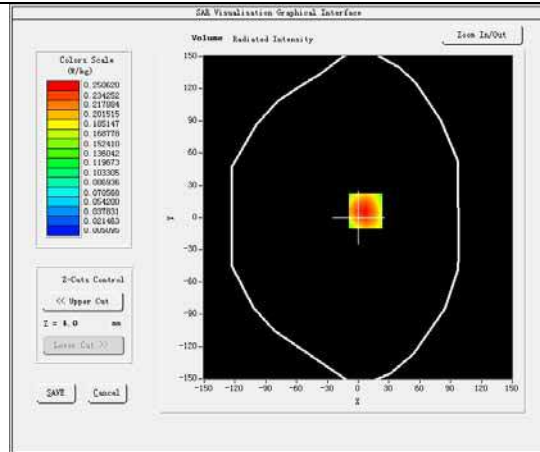 SAR Visualisation Graphical Interface
Volume Radiated Intensity
Zoom In/Out
Colors Scale
(W/kg)
0.250620
0.234252
0.217884
0.201515
0.185147
0.168778
0.152410
0.136042
0.119673
0.103305
0.086936
0.070568
0.054200
0.037831
0.021463
0.005095
Z-Cuts Control
<< Upper Cut
Z = 4.0 mm
Lower Cut >>
SAVE Cancel
150-
120-
90-
60-
30-
Y 0-
-30-
-60-
-90-
-120-
-150-
-150 -120 -90 -60 -30 0 30 60 90 120 150
X